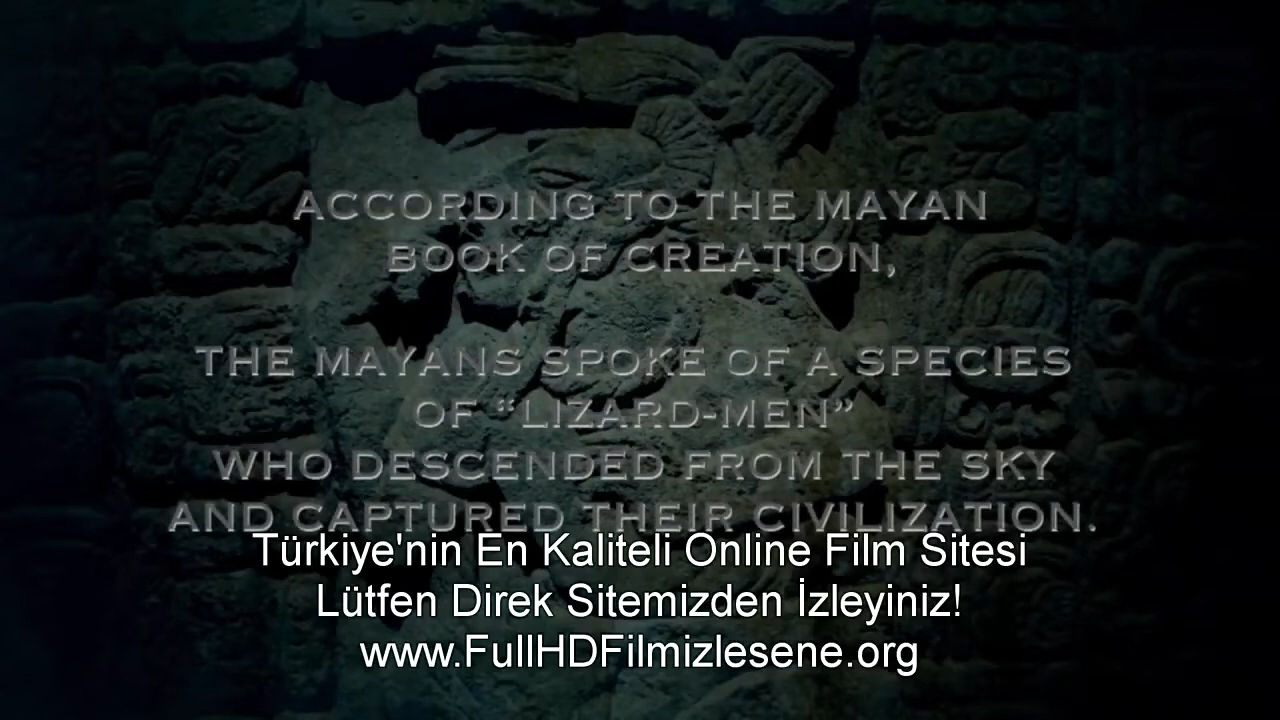 ACCORDING TO THE MAYAN
BOOK OF CREATION,
THE MAYANS SPOKE OF A SPECIES
OF “LIZARD-MEN”
WHO DESCENDED FROM THE SKY
AND CAPTURED THEIR CIVILIZATION.
Türkiye'nin En Kaliteli Online Film Sitesi
Lütfen Direk Sitemizden İzleyiniz!
www.FullHDFilmizlesene.org